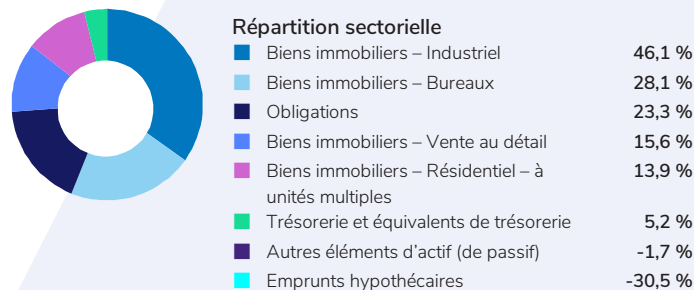 Répartition sectorielle
Biens immobiliers – Industriel 46,1 %
Biens immobiliers – Bureaux 28,1 %
Obligations 23,3 %
Biens immobiliers – Vente au détail 15,6 %
Biens immobiliers – Résidentiel – à 13,9 %
unités multiples
Trésorerie et équivalents de trésorerie 5,2 %
Autres éléments d’actif (de passif) -1,7 %
Emprunts hypothécaires -30,5 %